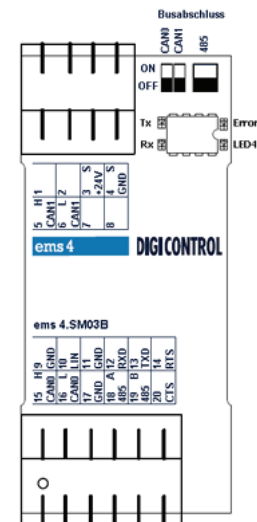 Busabschluss
CAN0
CAN1
485
ON
OFF
Tx
Error
Rx
LED4
5 H 1
CAN1
6 L 2
CAN1
7 3 S
+24V
8 4 S
GND
ems 4
DIGICONTROL
ems 4.SM03B
15 H 9
CAN0 GND
16 L 10
CAN0 LIN
17 11
GND GND
18 A 12
485 RXD
19 B 13
485 TXD
20 14
CTS RTS